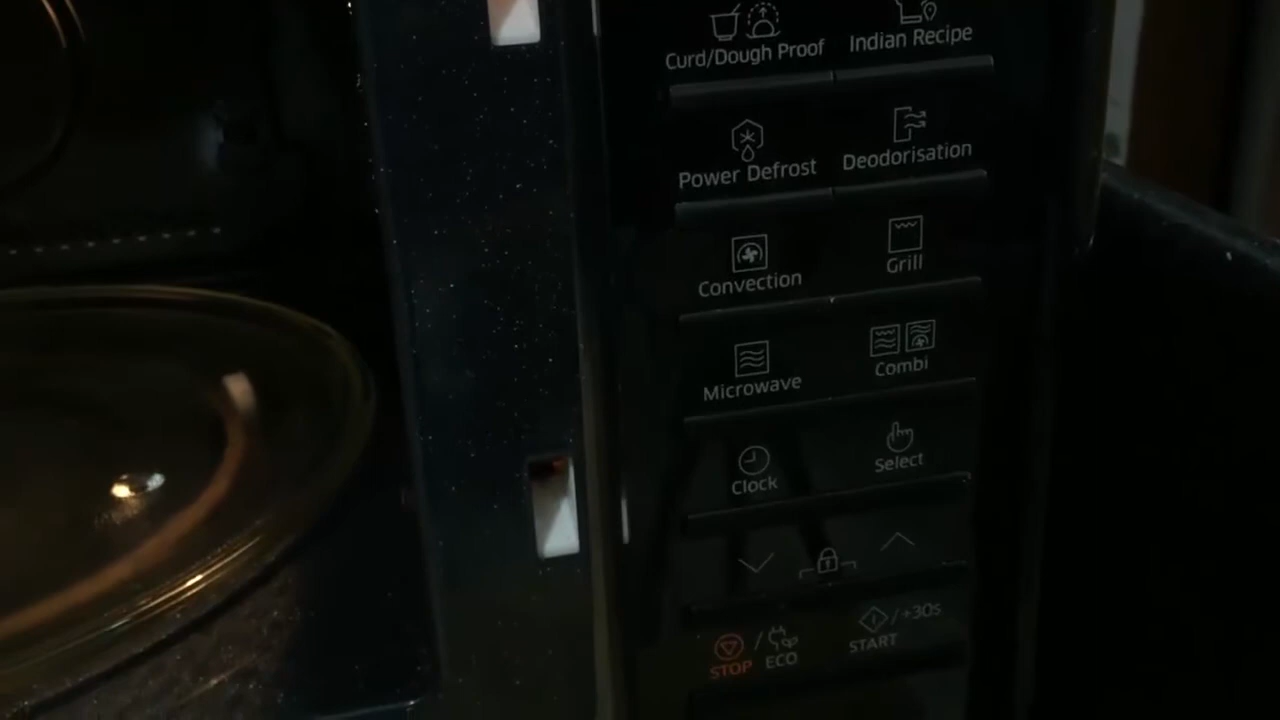 Curd/Dough Proof
Indian Recipe
Power Defrost
Deodorisation
Convection
Grill
Microwave
Combi
Clock
Select
STOP / ECO
START /+30s